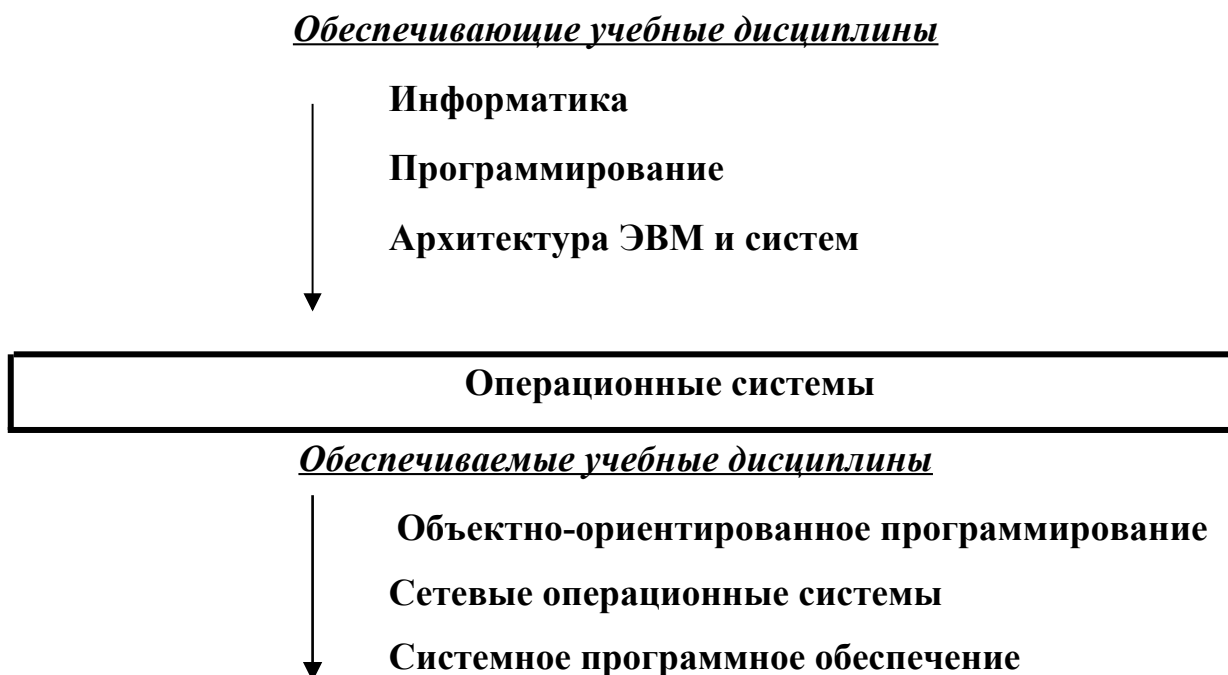 Обеспечивающие учебные дисциплины
Информатика
Программирование
Архитектура ЭВМ и систем
Операционные системы
Обеспечиваемые учебные дисциплины
Объектно-ориентированное программирование
Сетевые операционные системы
Системное программное обеспечение